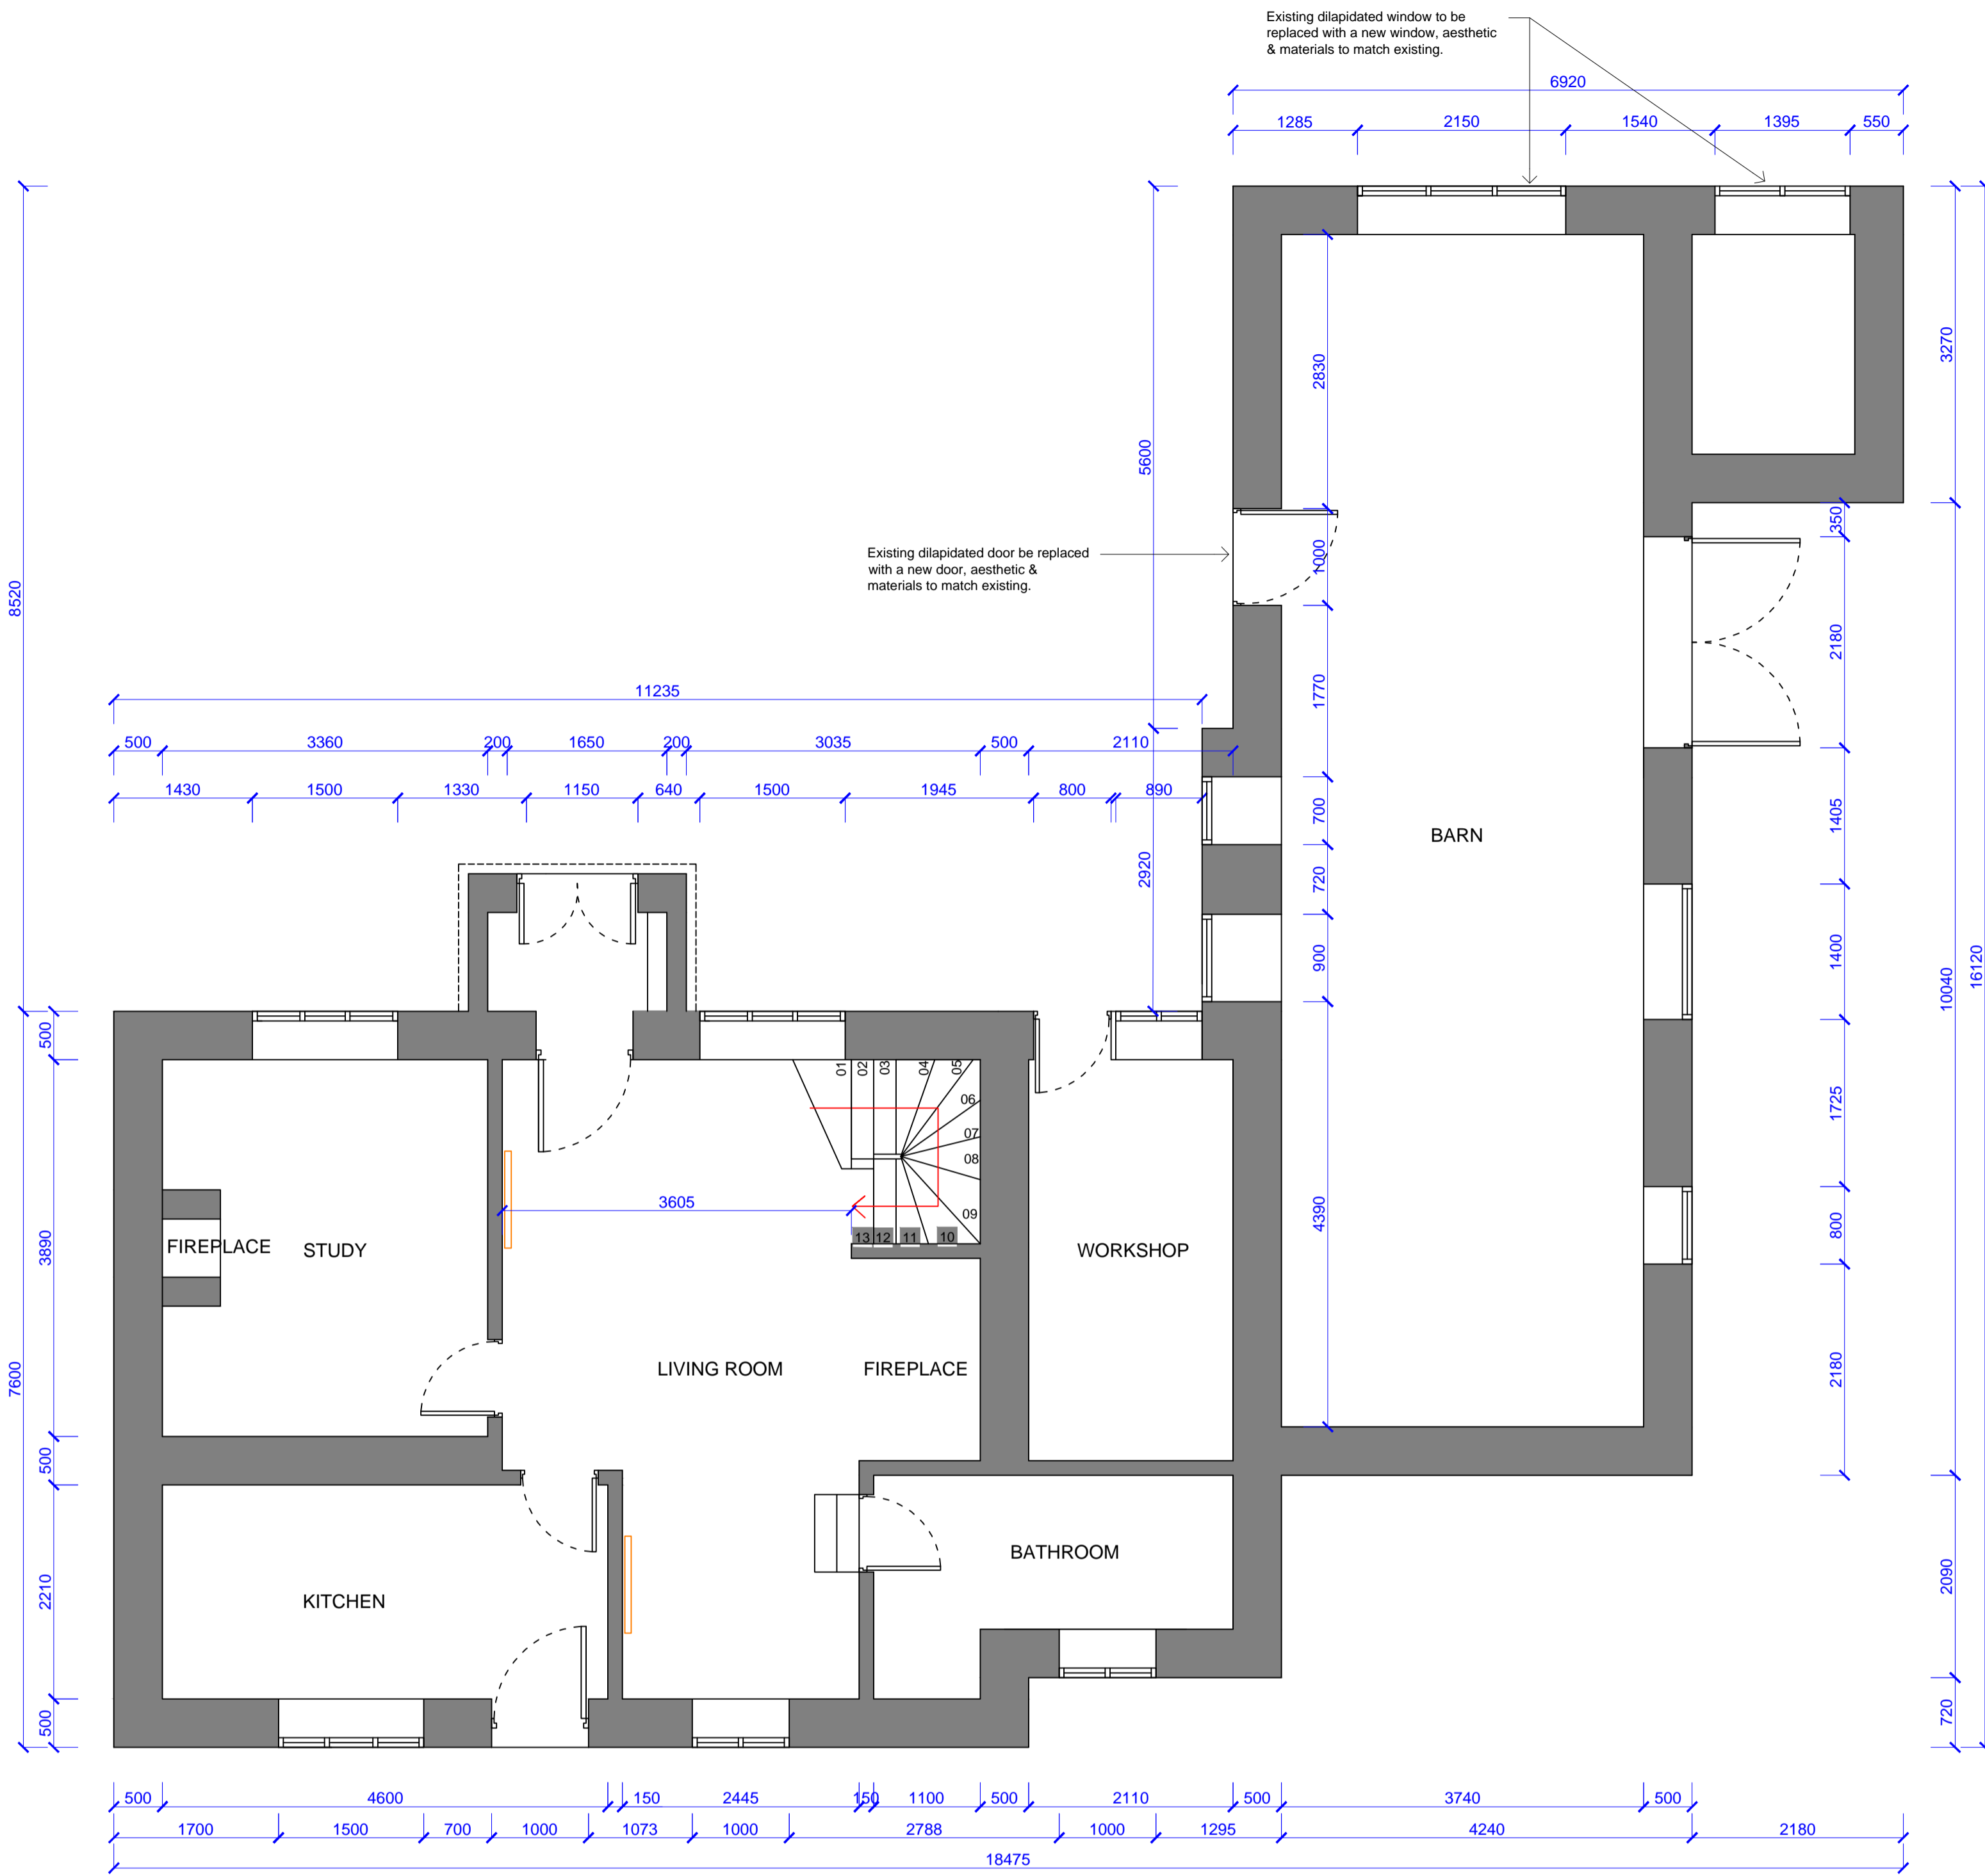 Existing dilapidated window to be
replaced with a new window, aesthetic
& materials to match existing.
6920
1285 2150 1540 1395 550
2830
3270
5600
350
Existing dilapidated door be replaced
with a new door, aesthetic &
materials to match existing.
1000
8520
2180
11235
1770
500 3360 200 1650 200 3035 500 2110
1430 1500 1330 1150 640 1500 1945 800 890
700
1405
BARN
2920
720
900
1400
10040
16120
500
01 02 03 04 05
06
07
08
09
13 12 11 10
1725
3605
4390
800
3890
FIREPLACE STUDY
WORKSHOP
LIVING ROOM FIREPLACE
7600
2180
500
BATHROOM
2210
KITCHEN
2090
500
720
500 4600 150 2445 150 1100 500 2110 500 3740 500
1700 1500 700 1000 1073 1000 2788 1000 1295 4240 2180
18475